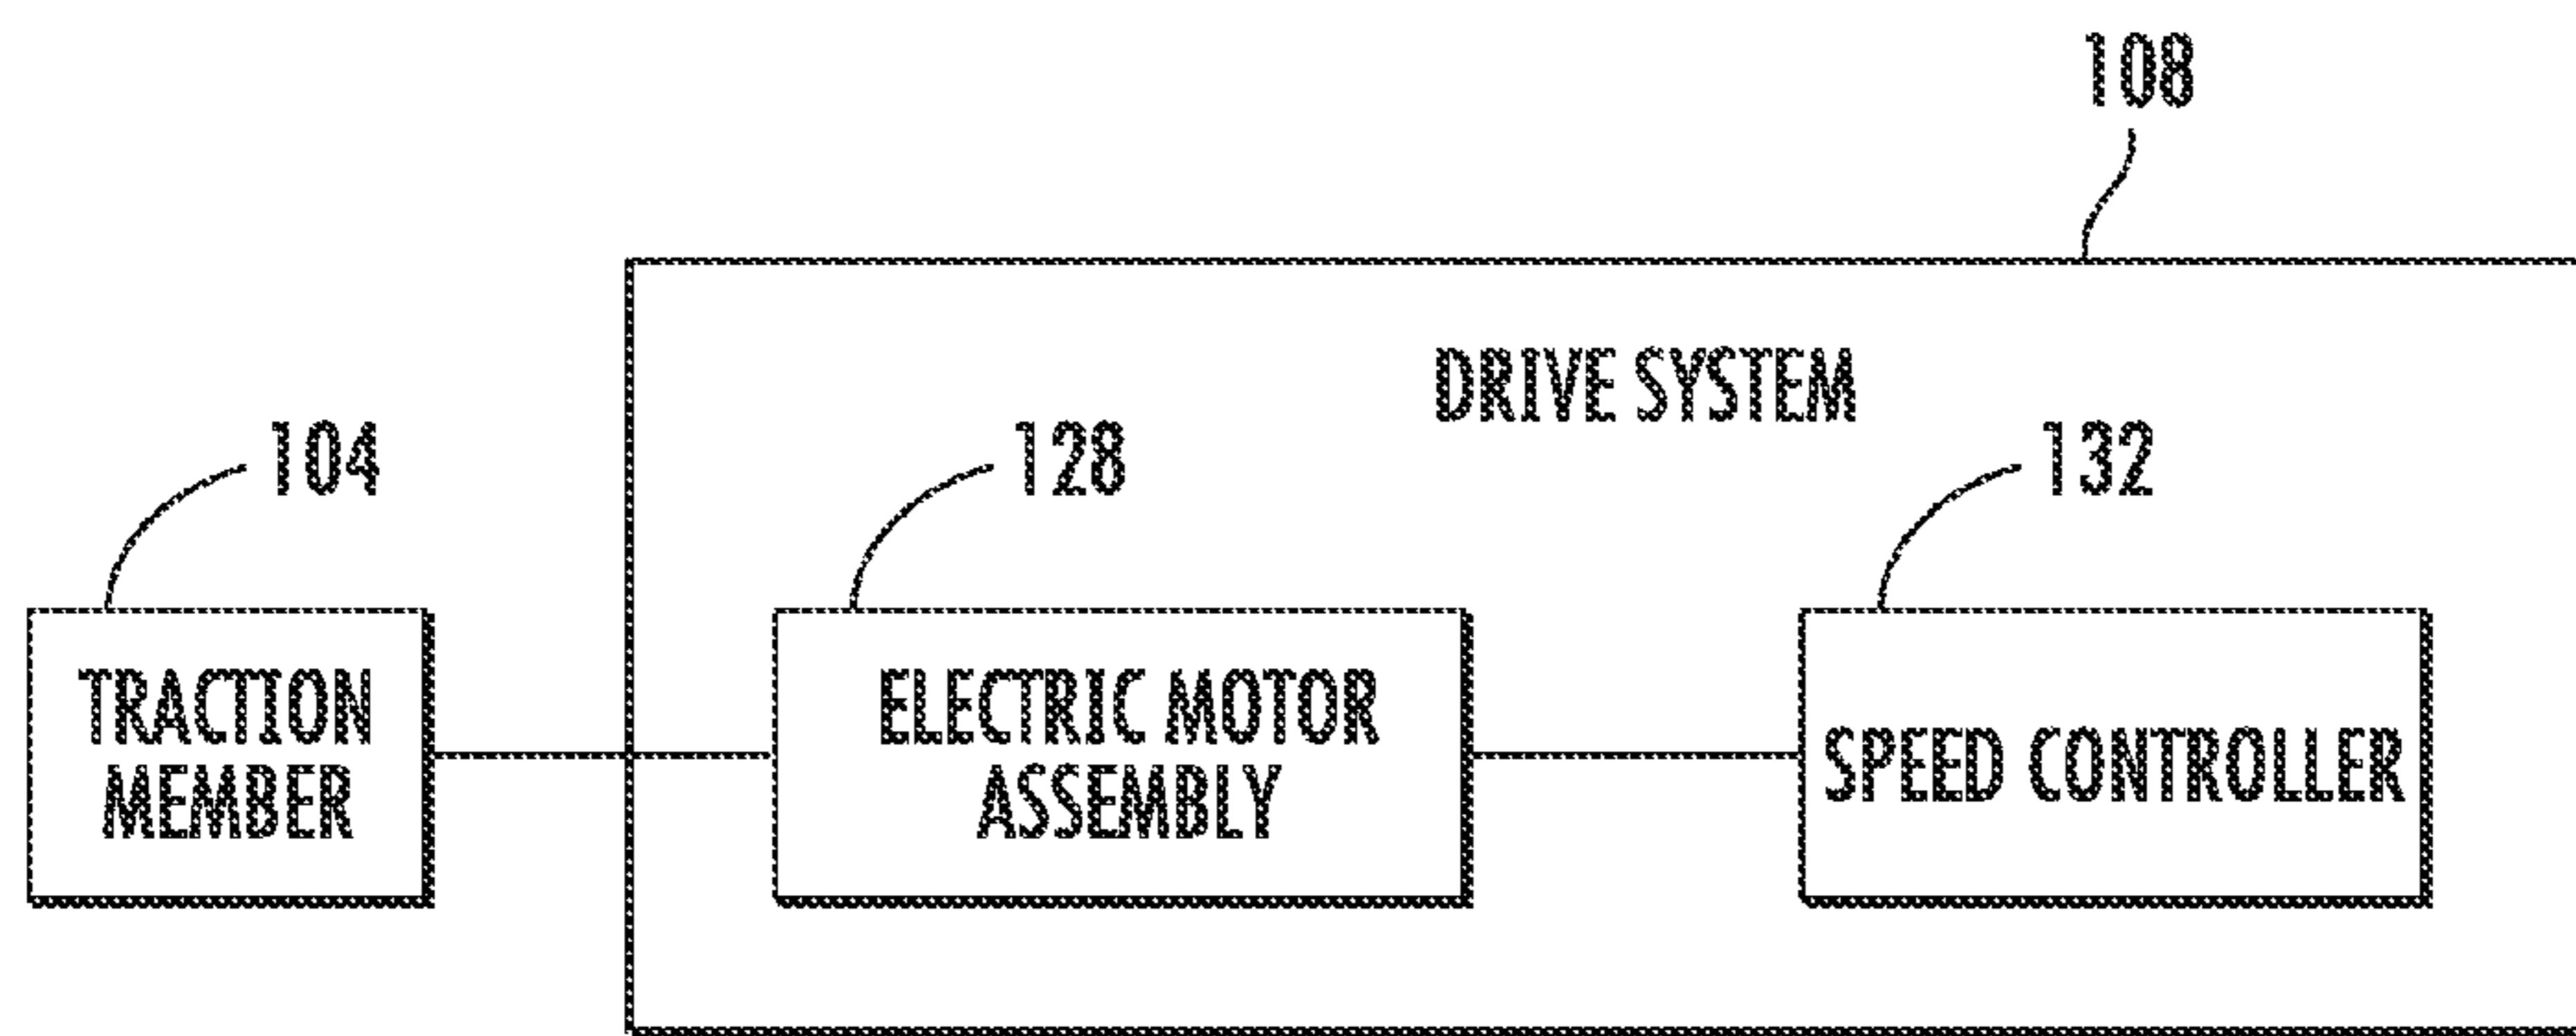 108
DRIVE SYSTEM
104
128
132
TRACTION
MEMBER
ELECTRIC MOTOR
ASSEMBLY
SPEED CONTROLLER